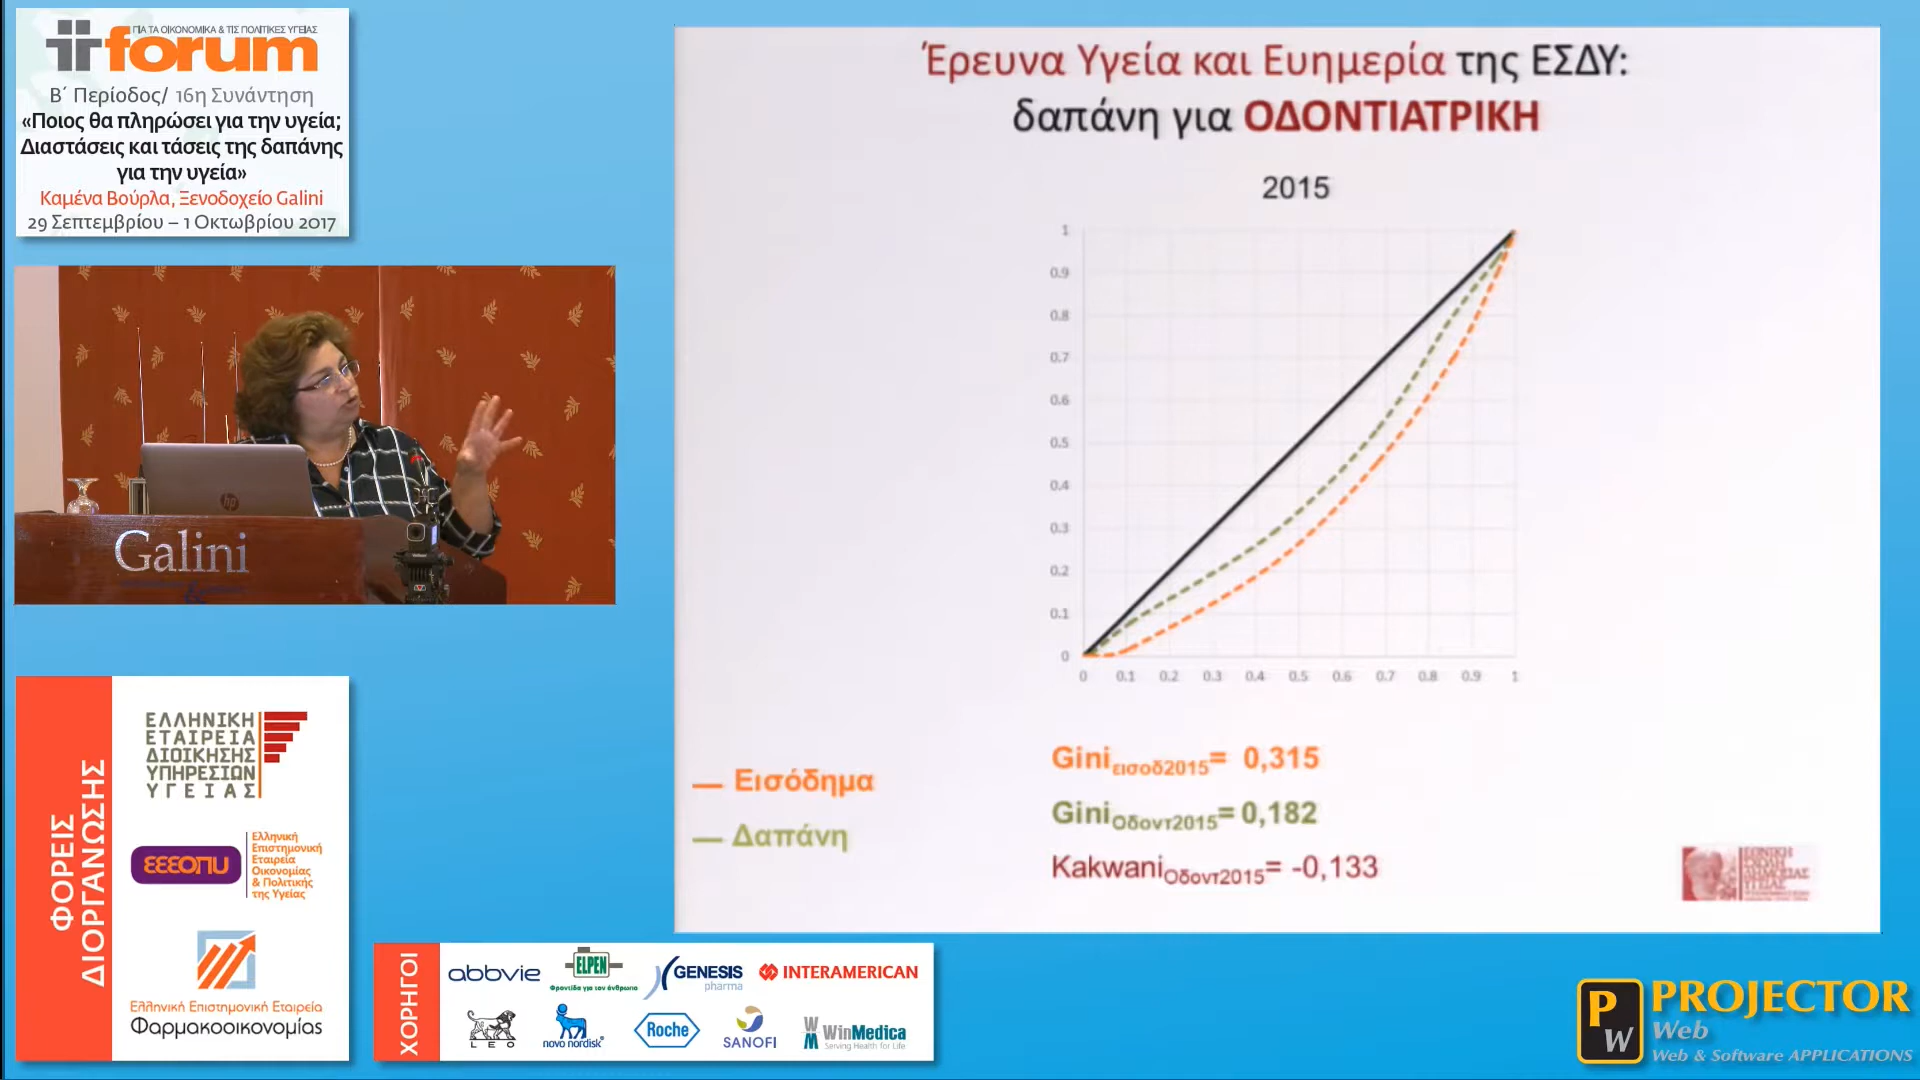 ΓΙΑ ΤΑ ΟΙΚΟΝΟΜΙΚΑ & ΤΙΣ ΠΟΛΙΤΙΚΕΣ ΥΓΕΙΑΣ
forum
Β΄ Περίοδος/ 16η Συνάντηση
«Ποιος θα πληρώσει για την υγεία;
Διαστάσεις και τάσεις της δαπάνης
για την υγεία»
Καμένα Βούρλα, Ξενοδοχείο Galini
29 Σεπτεμβρίου – 1 Οκτωβρίου 2017
hp
Galini
Έρευνα Υγεία και Ευημερία της ΕΣΔΥ:
δαπάνη για ΟΔΟΝΤΙΑΤΡΙΚΗ
2015
1
0.9
0.8
0.7
0.6
0.5
0.4
0.3
0.2
0.1
0
0 0.1 0.2 0.3 0.4 0.5 0.6 0.7 0.8 0.9 1
Εισόδημα
Δαπάνη
Giniεισοδ2015= 0,315
GiniΟδοντ2015= 0,182
KakwaniΟδοντ2015= -0,133
ΕΘΝΙΚΗ
ΣΧΟΛΗ
ΔΗΜΟΣΙΑΣ
ΥΓΕΙΑΣ
ΦΟΡΕΙΣ
ΔΙΟΡΓΑΝΩΣΗΣ
ΕΛΛΗΝΙΚΗ
ΕΤΑΙΡΕΙΑ
ΔΙΟΙΚΗΣΗΣ
ΥΠΗΡΕΣΙΩΝ
ΥΓΕΙΑΣ
ΕΕΕΟΠΥ
Ελληνική
Επιστημονική
Εταιρεία
Οικονομίας
& Πολιτικής
της Υγείας
Ελληνική Επιστημονική Εταιρεία
Φαρμακοοικονομίας
ΧΟΡΗΓΟΙ
abbvie
ELPEN
Φροντίδα για τον άνθρωπο
GENESIS
pharma
INTERAMERICAN
LEO
novo nordisk
Roche
SANOFI
WinMedica
Serving Health for Life
PW
PROJECTOR
Web
Web & Software APPLICATIONS